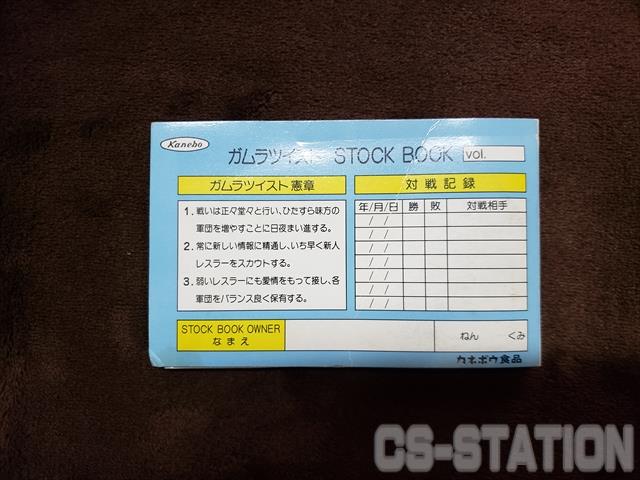 Kanebo
ガムラツイスト STOCK BOOK vol.
ガムラツイスト憲章
1. 戦いは正々堂々と行い、ひたすら味方の
軍団を増やすことに日夜まい進する。
2. 常に新しい情報に精通し、いち早く新人
レスラーをスカウトする。
3. 弱いレスラーにも愛情をもって接し、各
軍団をバランス良く保有する。
対戦記録
年/月/日 勝 敗 対戦相手
/ /
/ /
/ /
/ /
/ /
/ /
/ /
STOCK BOOK OWNER
なまえ
ねん くみ
カネボウ食品
CS-STATION